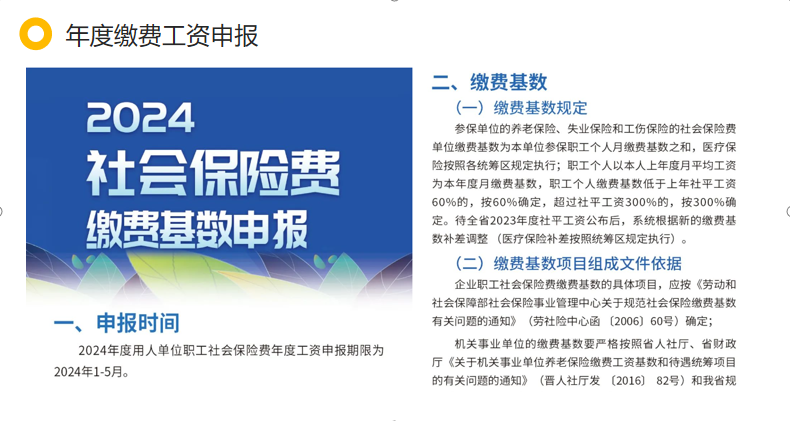 年度缴费工资申报
2024
社会保险费
缴费基数申报
一、申报时间
2024年度用人单位职工社会保险费年度工资申报期限为
2024年1-5月。
二、缴费基数
（一）缴费基数规定
参保单位的养老保险、失业保险和工伤保险的社会保险费
单位缴费基数为本单位参保职工个人月缴费基数之和，医疗保
险按照各统筹区规定执行；职工个人以本人上年度月平均工资
为本年度月缴费基数，职工个人缴费基数低于上年社平工资
60%的，按60%确定，超过社平工资300%的，按300%确
定。待全省2023年度社平工资公布后，系统根据新的缴费基
数补差调整 （医疗保险补差按照统筹区规定执行）。
（二）缴费基数项目组成文件依据
企业职工社会保险费缴费基数的具体项目，应按《劳动和
社会保障部社会保险事业管理中心关于规范社会保险缴费基数
有关问题的通知》（劳社险中心函 〔2006〕60号）确定；
机关事业单位的缴费基数要严格按照省人社厅、省财政
厅《关于机关事业单位养老保险缴费工资基数和待遇统筹项目
的有关问题的通知》（晋人社厅发 〔2016〕 82号）和我省规